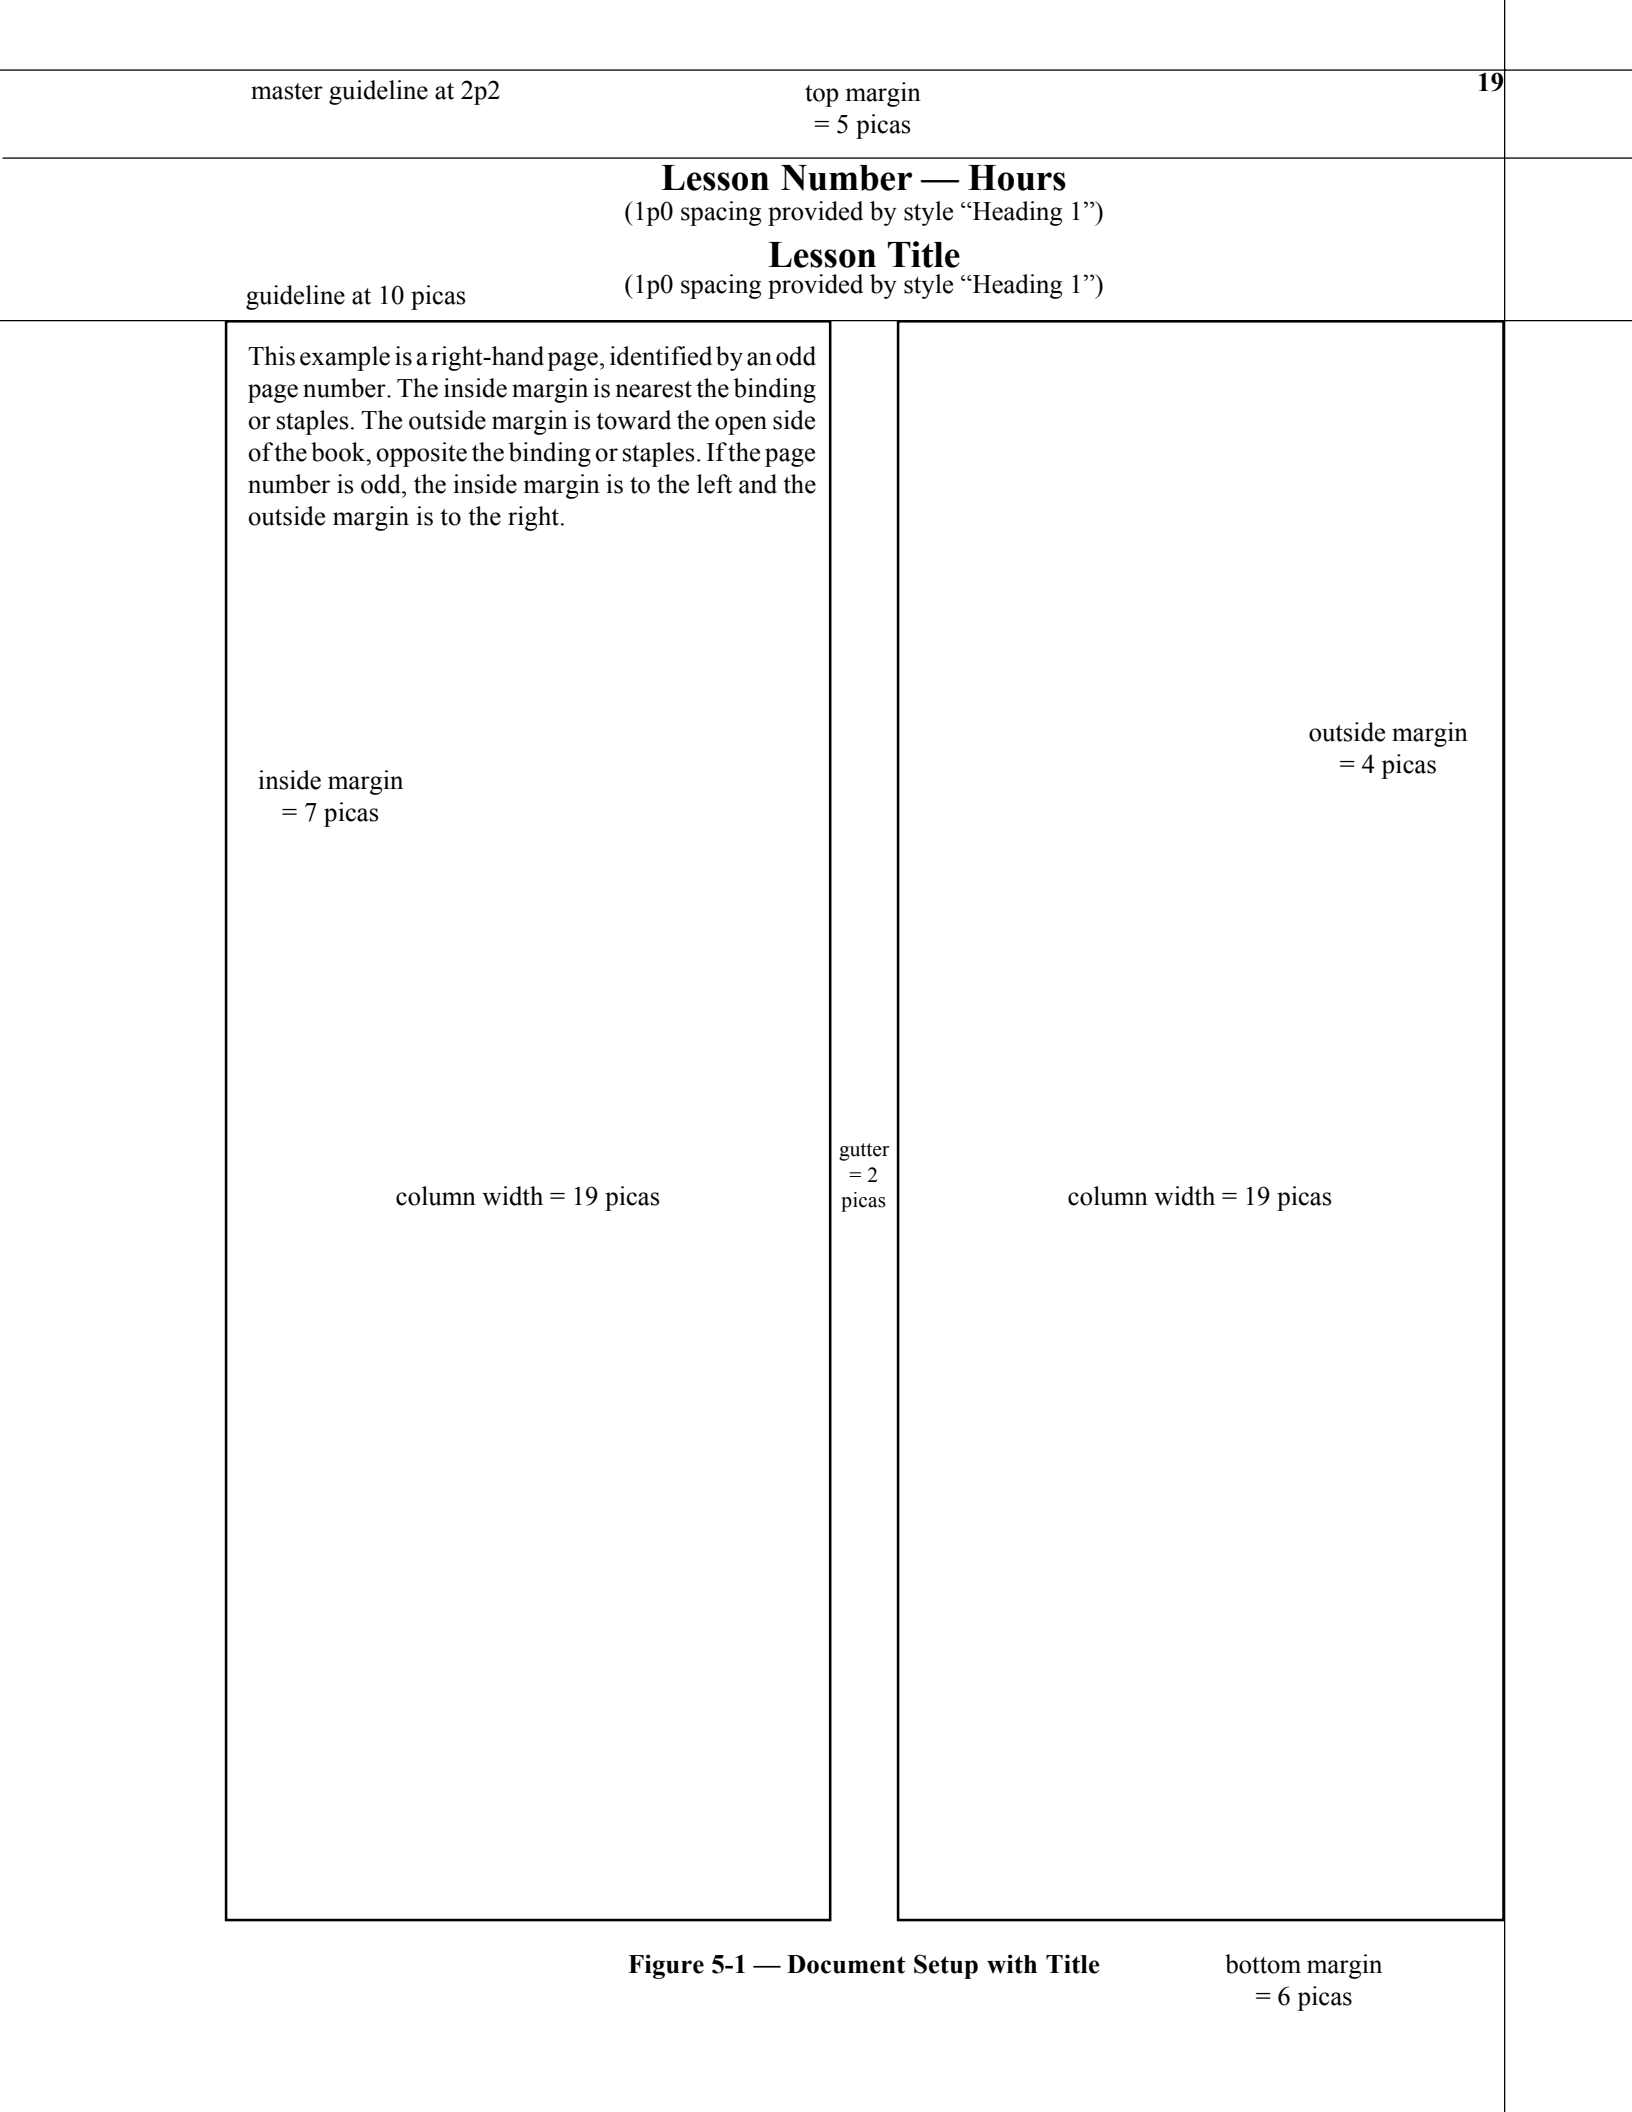 19
master guideline at 2p2
top margin
= 5 picas
Lesson Number — Hours
(1p0 spacing provided by style “Heading 1”)
Lesson Title
(1p0 spacing provided by style “Heading 1”)
guideline at 10 picas
This example is a right-hand page, identified by an odd
page number. The inside margin is nearest the binding
or staples. The outside margin is toward the open side
of the book, opposite the binding or staples. If the page
number is odd, the inside margin is to the left and the
outside margin is to the right.
inside margin
= 7 picas
outside margin
= 4 picas
column width = 19 picas
gutter
= 2
picas
column width = 19 picas
Figure 5-1 — Document Setup with Title
bottom margin
= 6 picas